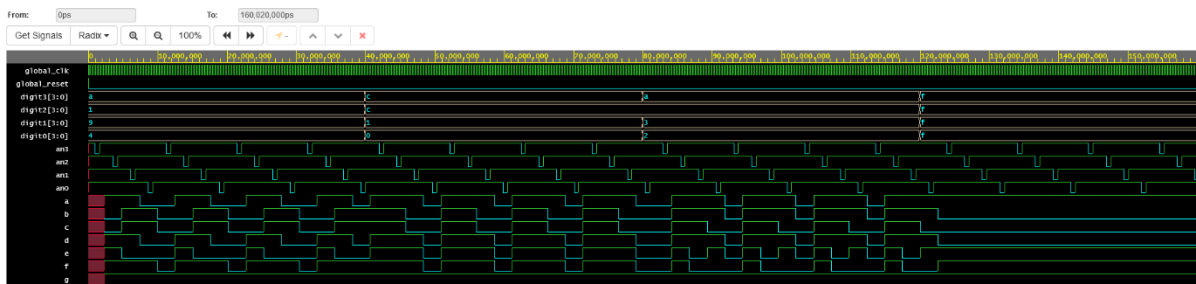 From: 0ps To: 160,020,000ps
Get Signals Radix 100%
0 10,000,000 20,000,000 30,000,000 40,000,000 50,000,000 60,000,000 70,000,000 80,000,000 90,000,000 100,000,000 110,000,000 120,000,000 130,000,000 140,000,000 150,000,000
global_clk
global_reset
digit3[3:0] a c a f
digit2[3:0] 1 c f
digit1[3:0] 9 1 3 f
digit0[3:0] 4 0 2 f
an3
an2
an1
an0
a
b
c
d
e
f
g